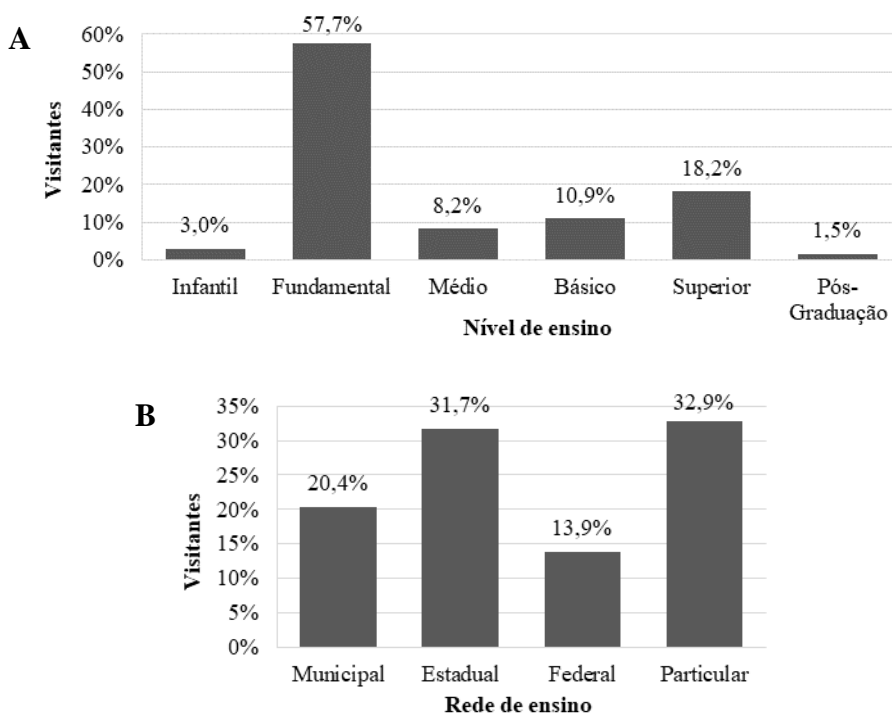 A
57,7%
60%
50%
40%
30%
20%
10%
0%
Visitantes
3,0%
8,2%
10,9%
18,2%
1,5%
Infantil
Fundamental
Médio
Básico
Superior
Pós-
Graduação
Nível de ensino
B
35%
30%
25%
20%
15%
10%
5%
0%
Visitantes
20,4%
31,7%
13,9%
32,9%
Municipal
Estadual
Federal
Particular
Rede de ensino